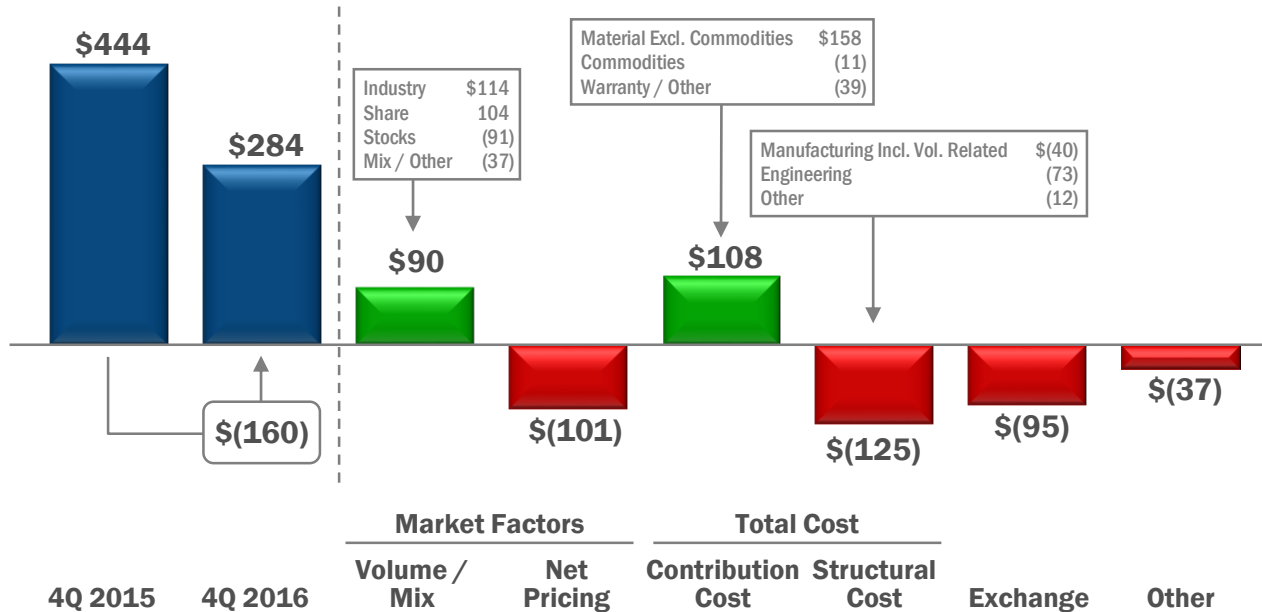 $444
$284
$(160)
Industry $114
Share 104
Stocks (91)
Mix / Other (37)
$90
$(101)
Material Excl. Commodities $158
Commodities (11)
Warranty / Other (39)
$108
Manufacturing Incl. Vol. Related $(40)
Engineering (73)
Other (12)
$(125)
$(95)
$(37)
Market Factors
Total Cost
4Q 2015
4Q 2016
Volume /
Mix
Net
Pricing
Contribution
Cost
Structural
Cost
Exchange
Other